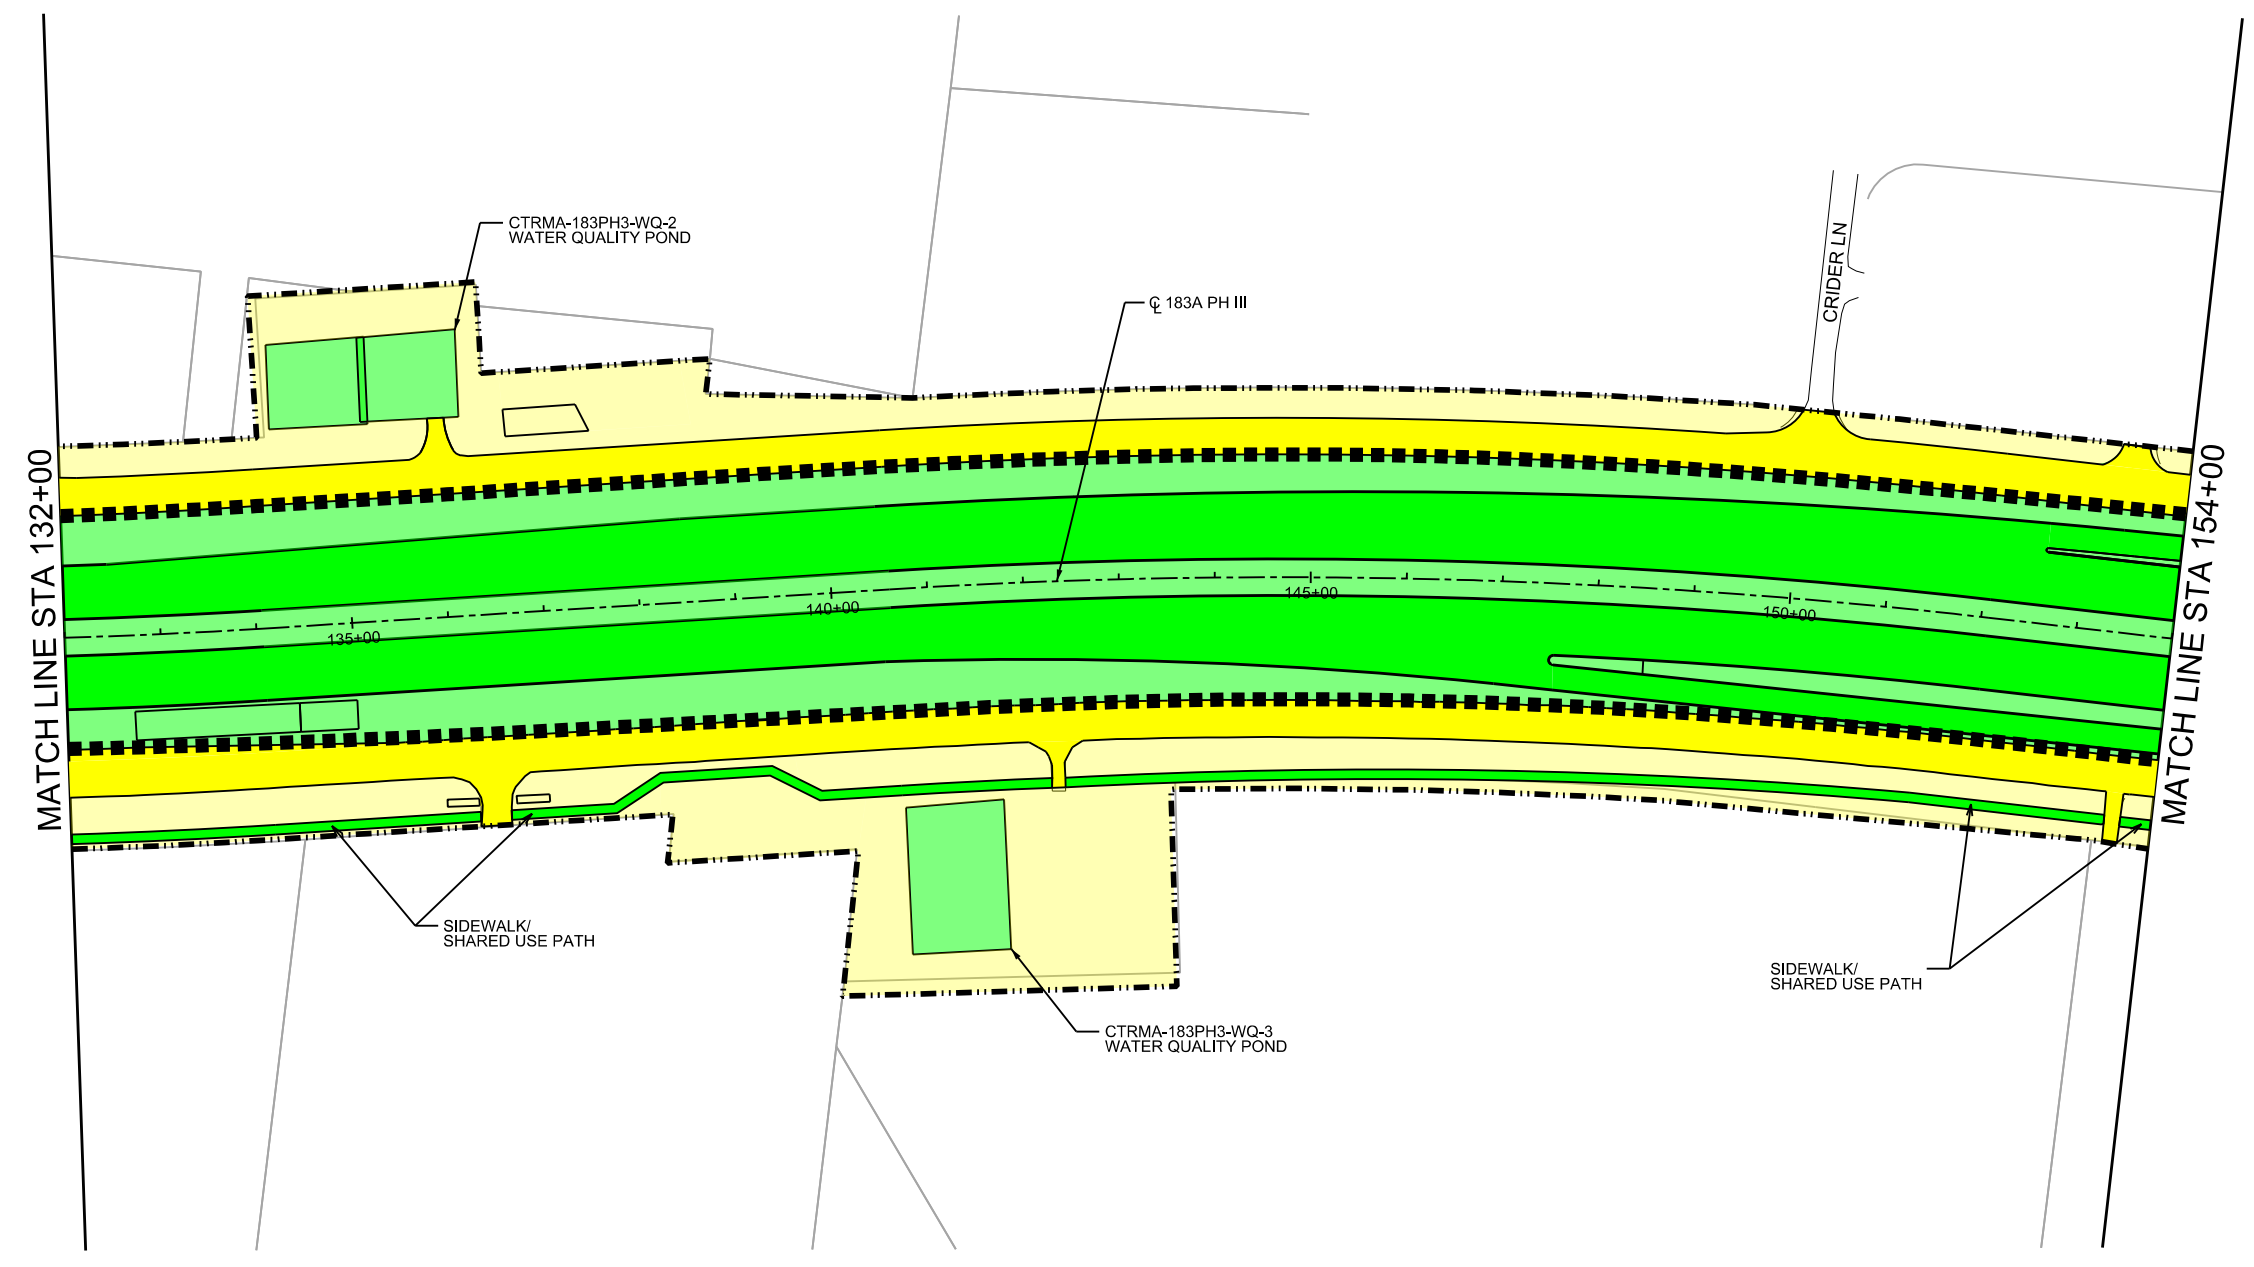 CTRMA-183PH3-WQ-2
WATER QUALITY POND
℄ 183A PH III
CRIDER LN
MATCH LINE STA 132+00
MATCH LINE STA 154+00
135+00
140+00
145+00
150+00
SIDEWALK/
SHARED USE PATH
SIDEWALK/
SHARED USE PATH
CTRMA-183PH3-WQ-3
WATER QUALITY POND